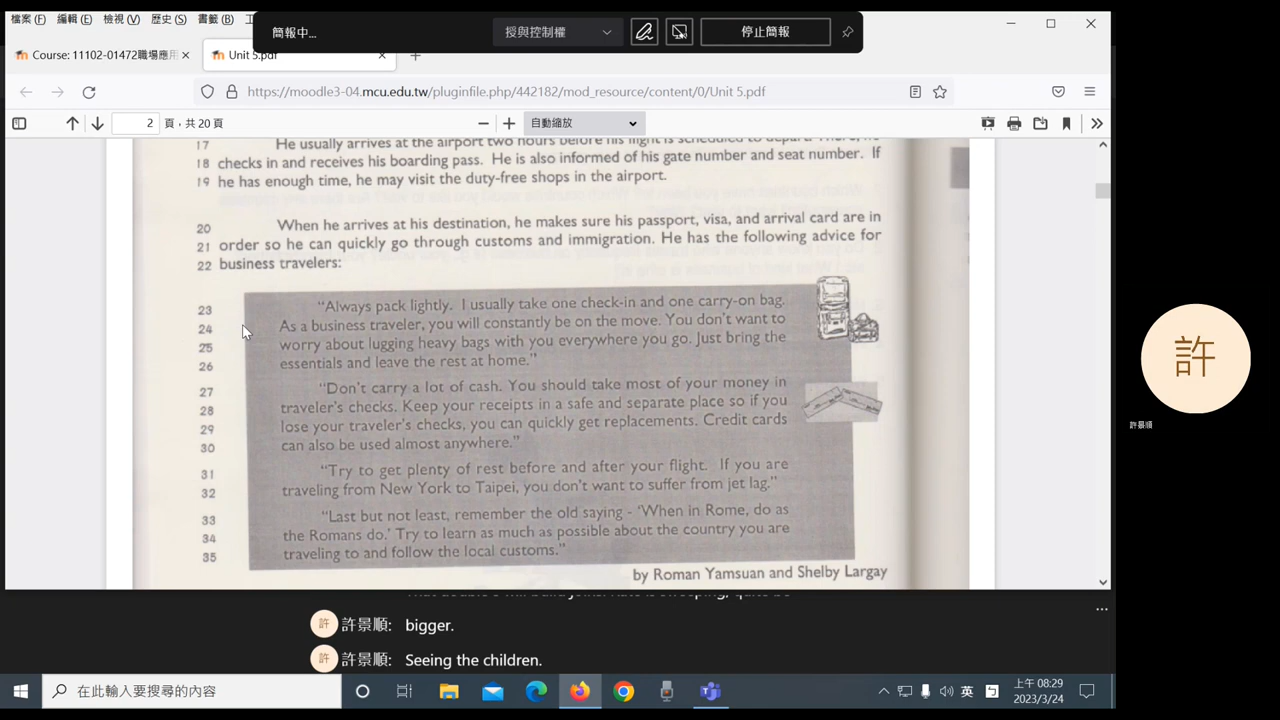 檔案 (F) 編輯 (E) 檢視 (V) 歷史 (S) 書籤 (B)
簡報中...
授與控制權
停止簡報
Course: 11102-01472職場應用
Unit 5.pdf
https://moodle3-04.mcu.edu.tw/pluginfile.php/442182/mod_resource/content/0/Unit 5.pdf
2 頁，共 20 頁
自動縮放
17 He usually arrives at the airport two hours before his flight is scheduled to depart. There, he
18 checks in and receives his boarding pass. He is also informed of his gate number and seat number. If
19 he has enough time, he may visit the duty-free shops in the airport.
20 When he arrives at his destination, he makes sure his passport, visa, and arrival card are in
21 order so he can quickly go through customs and immigration. He has the following advice for
22 business travelers:
23 “Always pack lightly. I usually take one check-in and one carry-on bag.
24 As a business traveler, you will constantly be on the move. You don't want to
25 worry about lugging heavy bags with you everywhere you go. Just bring the
26 essentials and leave the rest at home.”
27 “Don't carry a lot of cash. You should take most of your money in
28 traveler's checks. Keep your receipts in a safe and separate place so if you
29 lose your traveler's checks, you can quickly get replacements. Credit cards
30 can also be used almost anywhere.”
31 “Try to get plenty of rest before and after your flight. If you are
32 traveling from New York to Taipei, you don't want to suffer from jet lag.”
33 “Last but not least, remember the old saying - ‘When in Rome, do as
34 the Romans do.’ Try to learn as much as possible about the country you are
35 traveling to and follow the local customs.”
by Roman Yamsuan and Shelby Largay
許
許景順
許 許景順: bigger.
許 許景順: Seeing the children.
在此輸入要搜尋的內容
英
上午 08:29
2023/3/24